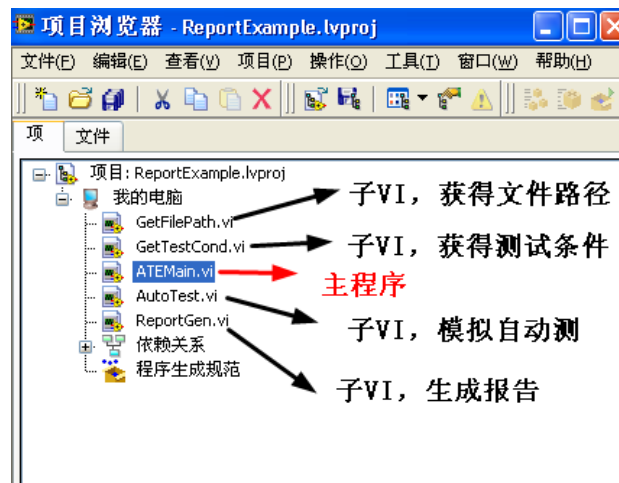 项目浏览器 - ReportExample.lvproj
文件(F) 编辑(E) 查看(V) 项目(P) 操作(O) 工具(T) 窗口(W) 帮助(H)
项 文件
项目: ReportExample.lvproj
我的电脑
GetFilePath.vi 子VI，获得文件路径
GetTestCond.vi 子VI，获得测试条件
ATEMain.vi 主程序
AutoTest.vi 子VI，模拟自动测
ReportGen.vi 子VI，生成报告
依赖关系
程序生成规范